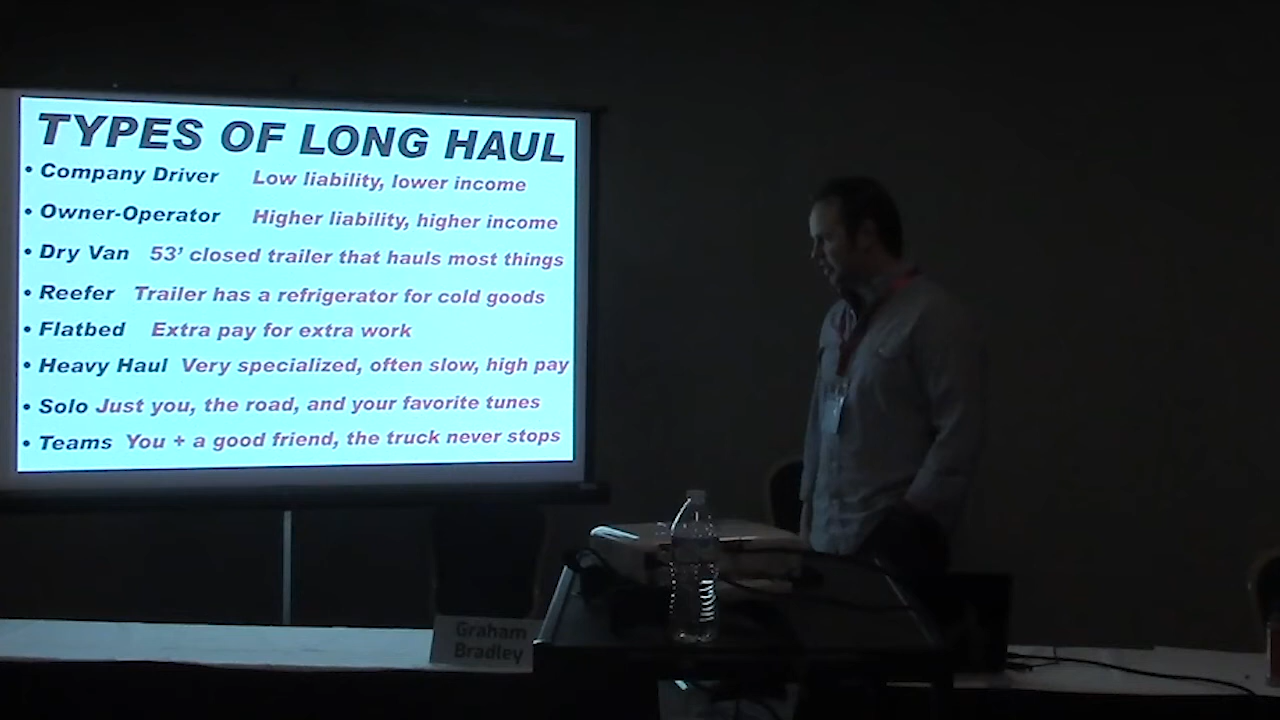 TYPES OF LONG HAUL
• Company Driver Low liability, lower income
• Owner-Operator Higher liability, higher income
• Dry Van 53’ closed trailer that hauls most things
• Reefer Trailer has a refrigerator for cold goods
• Flatbed Extra pay for extra work
• Heavy Haul Very specialized, often slow, high pay
• Solo Just you, the road, and your favorite tunes
• Teams You + a good friend, the truck never stops
Graham
Bradley